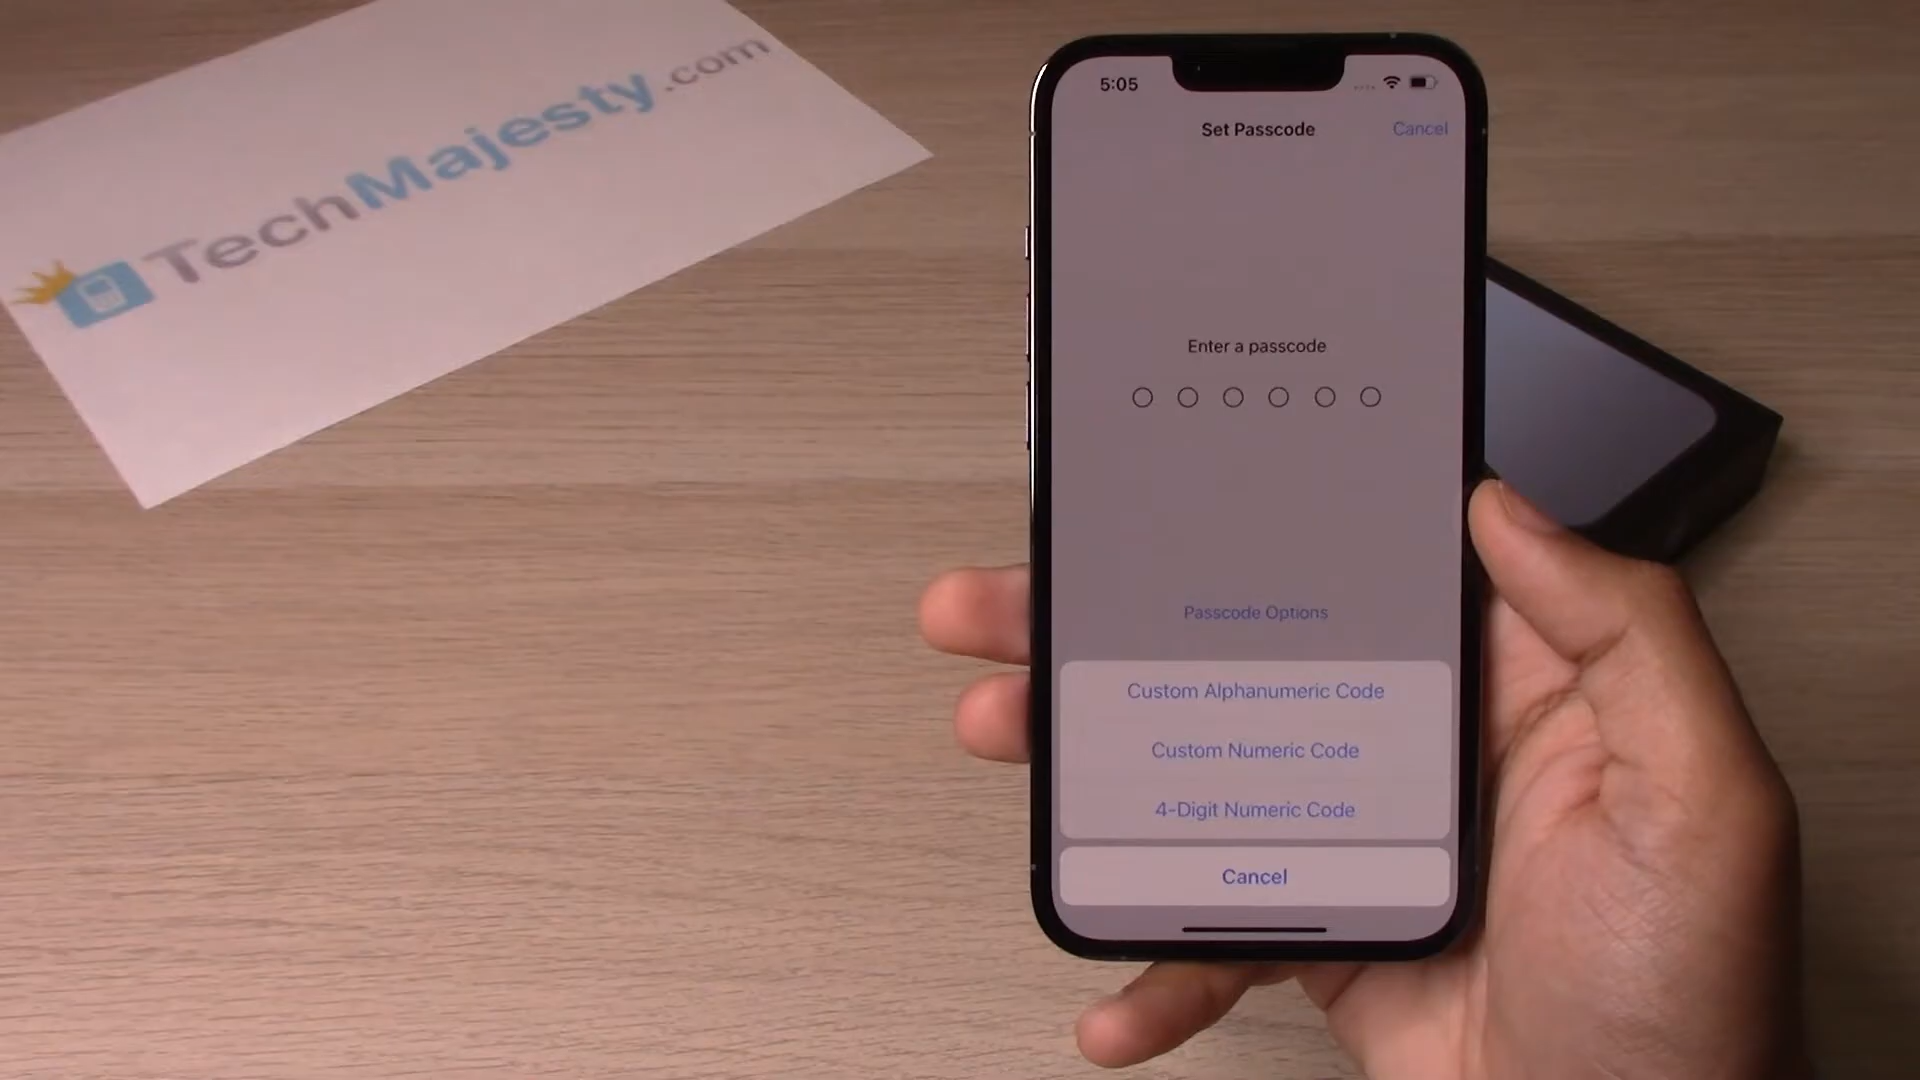 TechMajesty.com
5:05
Set Passcode
Cancel
Enter a passcode
Passcode Options
Custom Alphanumeric Code
Custom Numeric Code
4-Digit Numeric Code
Cancel